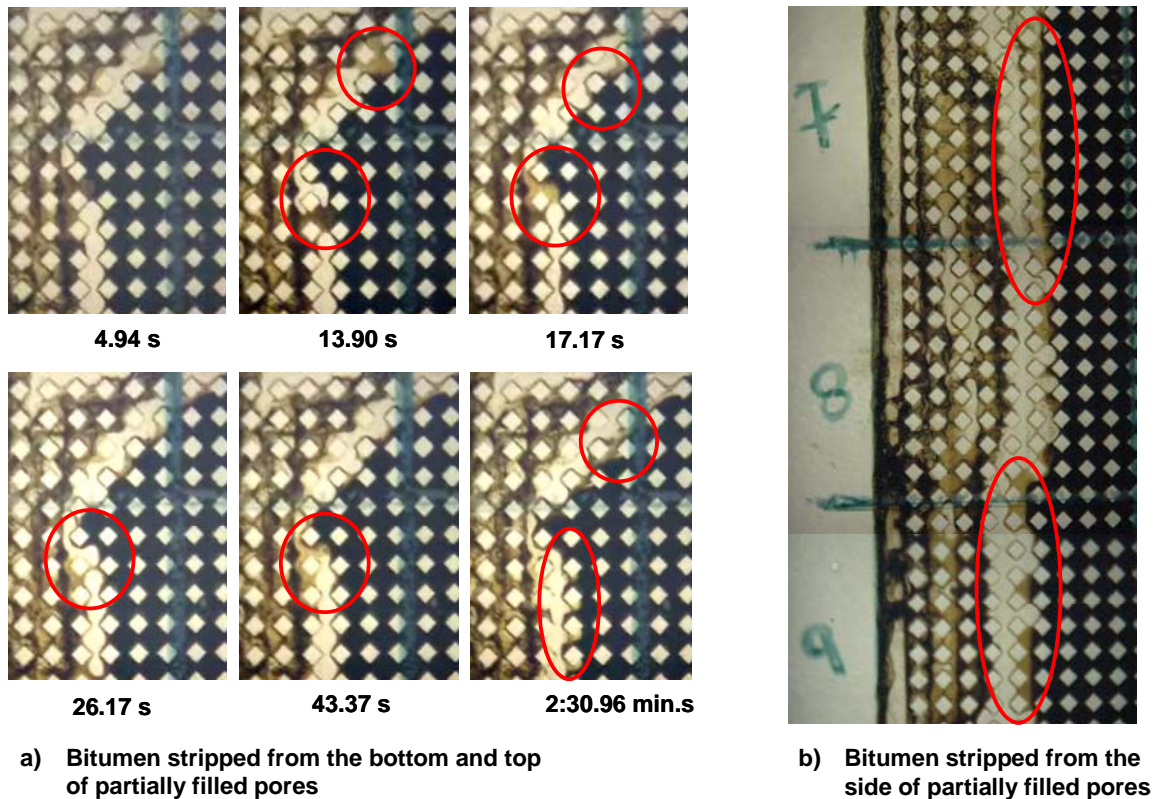 4.94 s
13.90 s
17.17 s
26.17 s
43.37 s
2:30.96 min.s
a) Bitumen stripped from the bottom and top
of partially filled pores
7
8
9
b) Bitumen stripped from the
side of partially filled pores